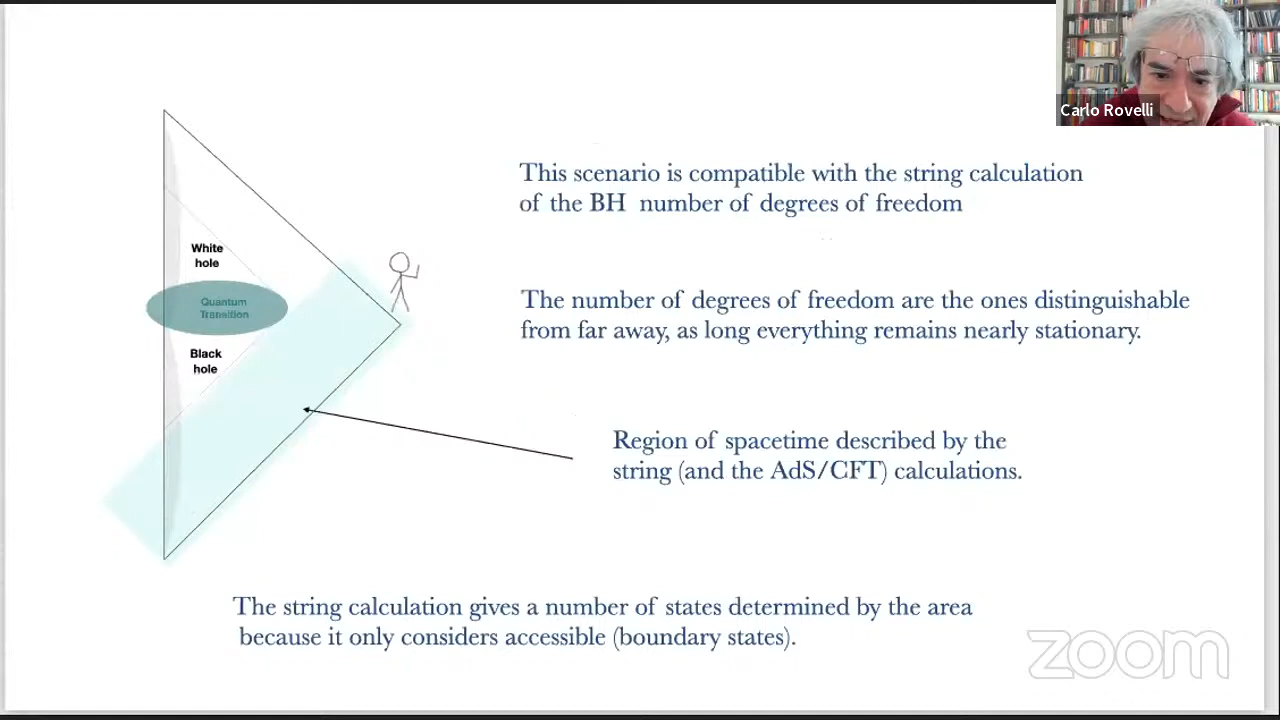 Carlo Rovelli
This scenario is compatible with the string calculation
of the BH number of degrees of freedom
White
hole
Quantum
Transition
Black
hole
The number of degrees of freedom are the ones distinguishable
from far away, as long everything remains nearly stationary.
Region of spacetime described by the
string (and the AdS/CFT) calculations.
The string calculation gives a number of states determined by the area
because it only considers accessible (boundary states).
zoom